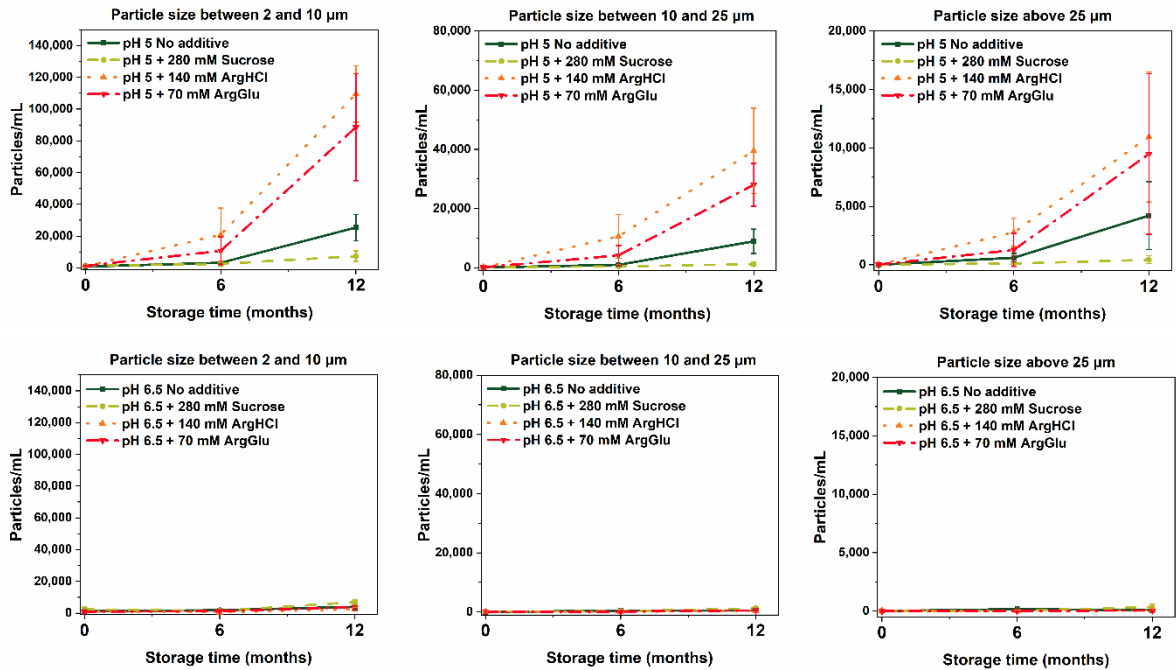 Particle size between 2 and 10 µm
140,000
120,000
100,000
80,000
60,000
40,000
20,000
0
Particles/mL
pH 5 No additive
pH 5 + 280 mM Sucrose
pH 5 + 140 mM ArgHCl
pH 5 + 70 mM ArgGlu
0
6
12
Storage time (months)
Particle size between 10 and 25 µm
80,000
60,000
40,000
20,000
0
Particles/mL
pH 5 No additive
pH 5 + 280 mM Sucrose
pH 5 + 140 mM ArgHCl
pH 5 + 70 mM ArgGlu
0
6
12
Storage time (months)
Particle size above 25 µm
20,000
15,000
10,000
5,000
0
Particles/mL
pH 5 No additive
pH 5 + 280 mM Sucrose
pH 5 + 140 mM ArgHCl
pH 5 + 70 mM ArgGlu
0
6
12
Storage time (months)
Particle size between 2 and 10 µm
140,000
120,000
100,000
80,000
60,000
40,000
20,000
0
Particles/mL
pH 6.5 No additive
pH 6.5 + 280 mM Sucrose
pH 6.5 + 140 mM ArgHCl
pH 6.5 + 70 mM ArgGlu
0
6
12
Storage time (months)
Particle size between 10 and 25 µm
80,000
60,000
40,000
20,000
0
Particles/mL
pH 6.5 No additive
pH 6.5 + 280 mM Sucrose
pH 6.5 + 140 mM ArgHCl
pH 6.5 + 70 mM ArgGlu
0
6
12
Storage time (months)
Particle size above 25 µm
20,000
15,000
10,000
5,000
0
Particles/mL
pH 6.5 No additive
pH 6.5 + 280 mM Sucrose
pH 6.5 + 140 mM ArgHCl
pH 6.5 + 70 mM ArgGlu
0
6
12
Storage time (months)